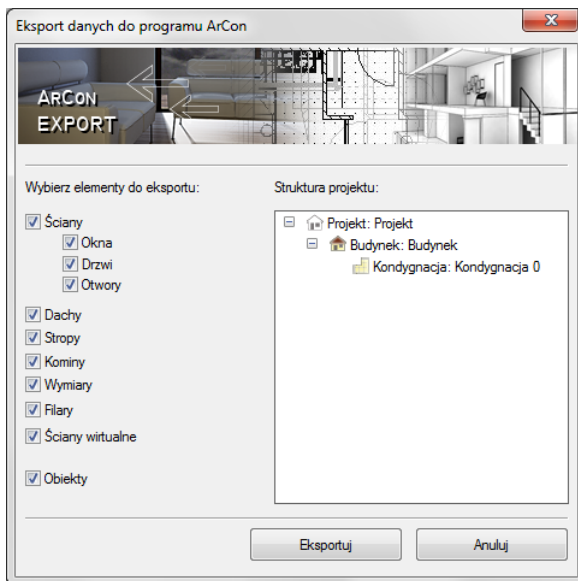 Eksport danych do programu ArCon
ARCON
EXPORT
Wybierz elementy do eksportu:
Ściany
Okna
Drzwi
Otwory
Dachy
Stropy
Kominy
Wymiary
Filary
Ściany wirtualne
Obiekty
Struktura projektu:
Projekt: Projekt
Budynek: Budynek
Kondygnacja: Kondygnacja 0
Eksportuj
Anuluj